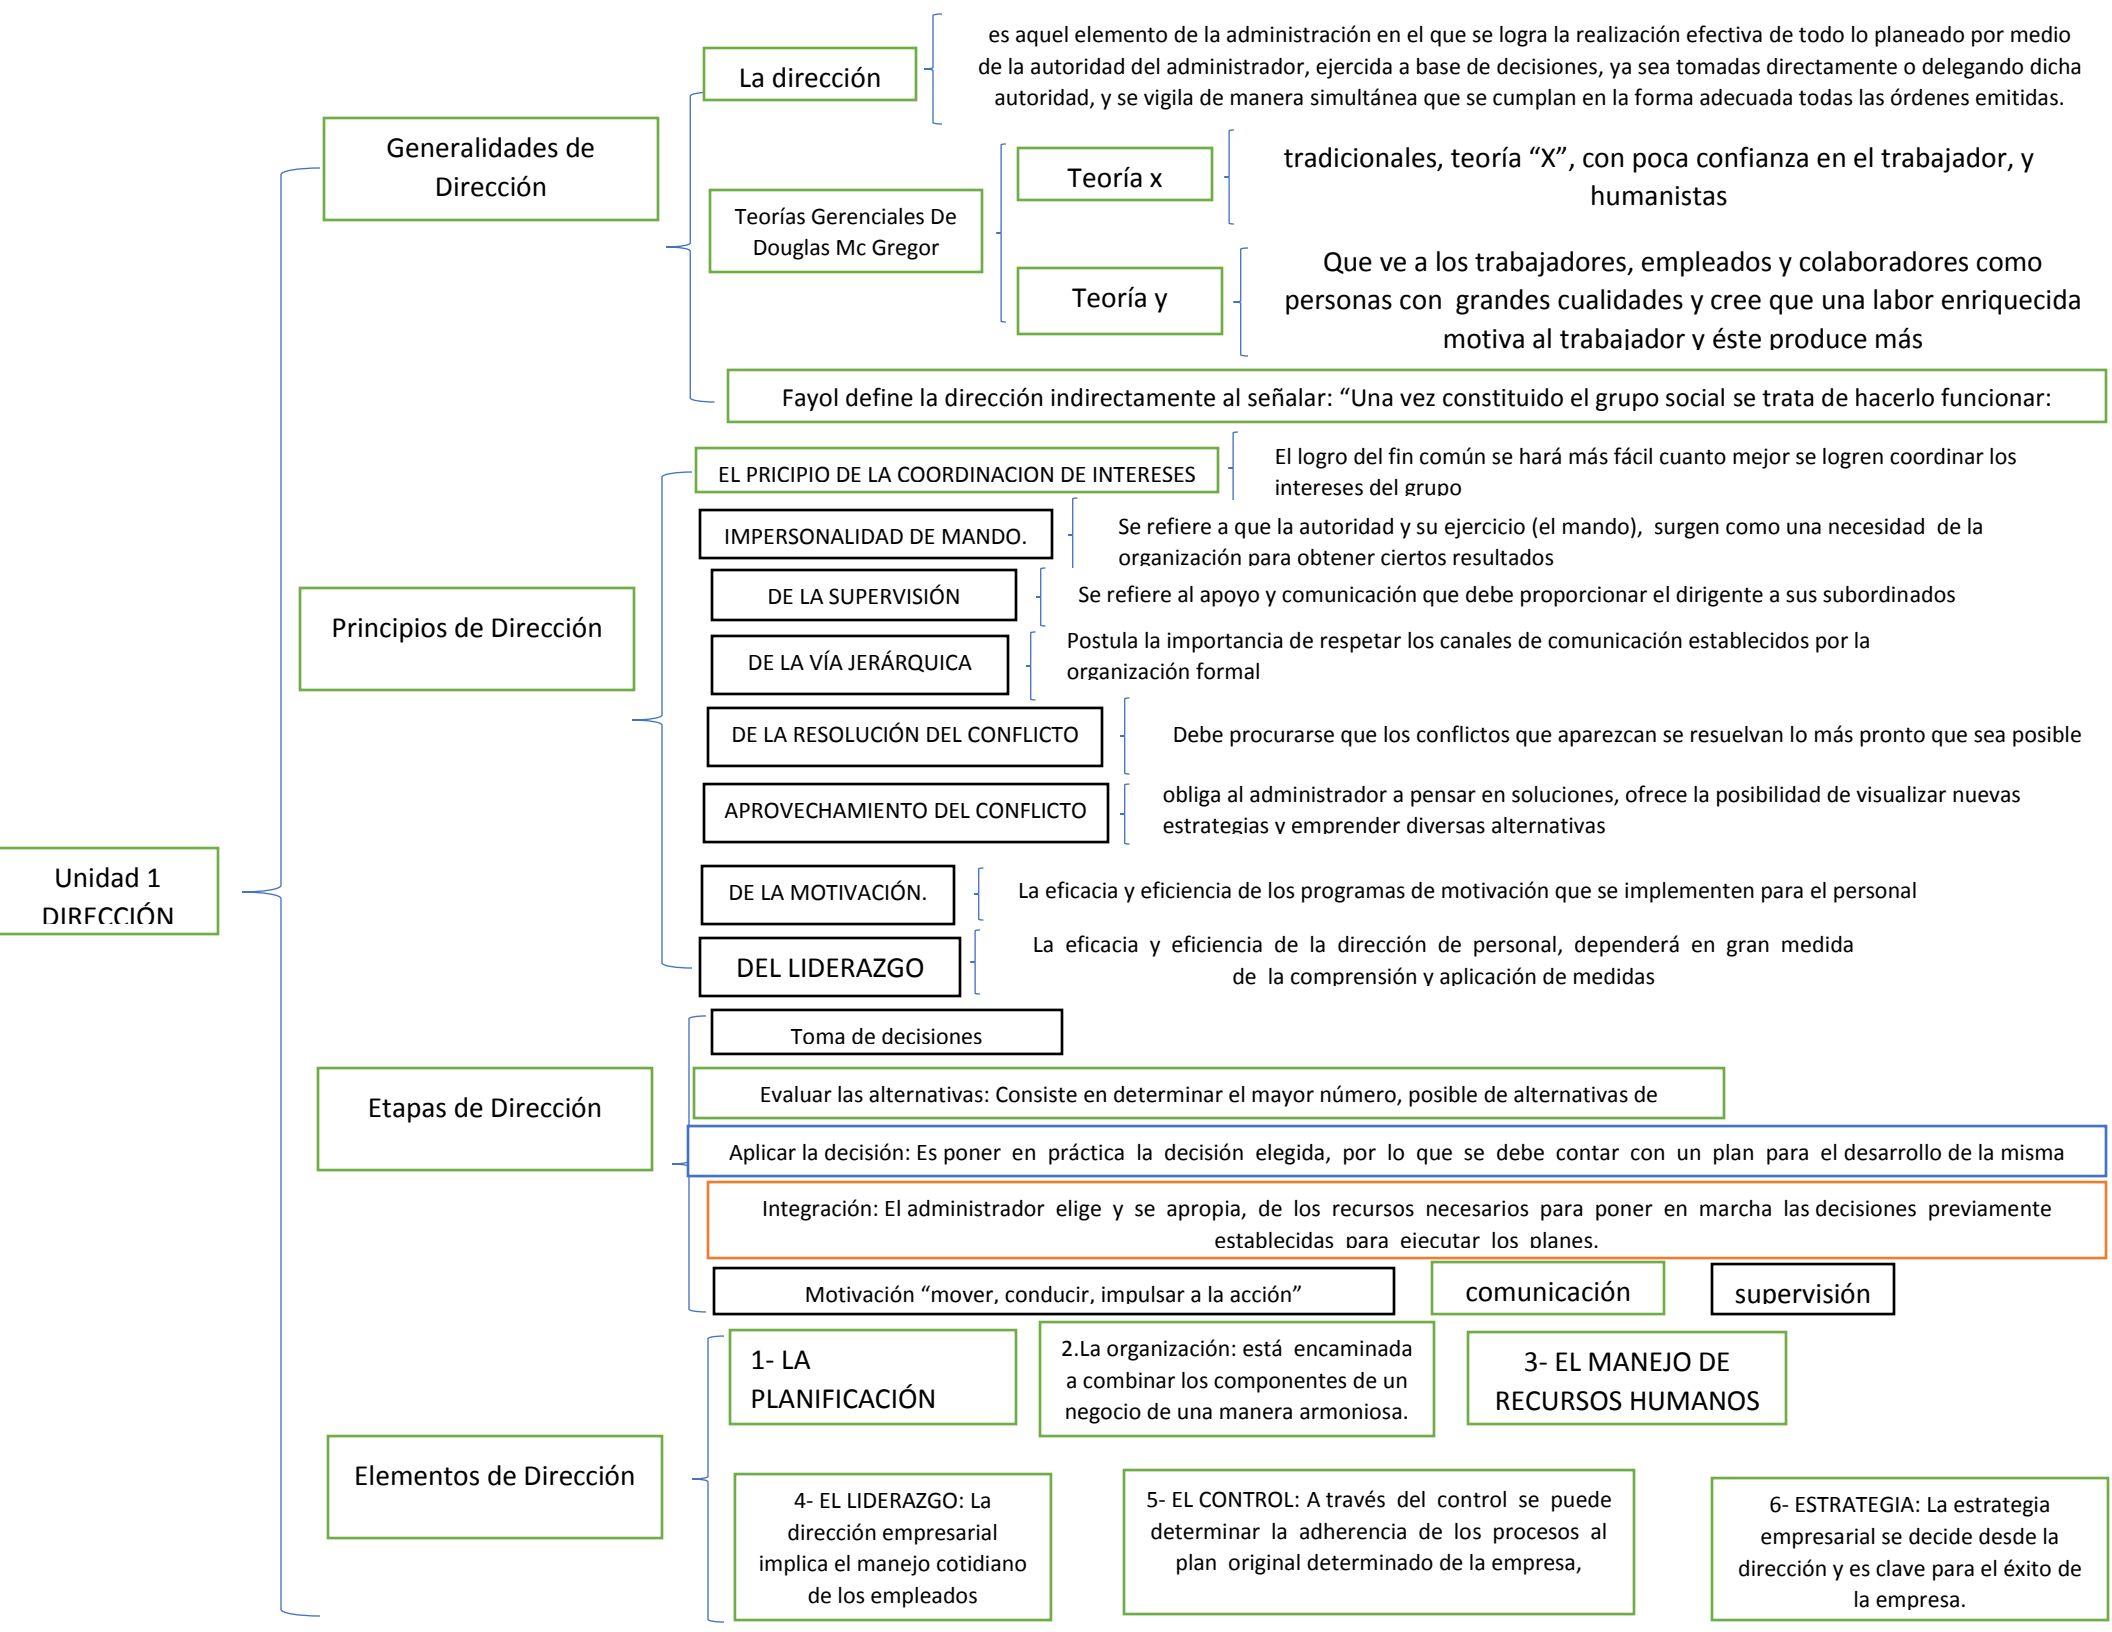 es aquel elemento de la administración en el que se logra la realización efectiva de todo lo planeado por medio
de la autoridad del administrador, ejercida a base de decisiones, ya sea tomadas directamente o delegando dicha
autoridad, y se vigila de manera simultánea que se cumplan en la forma adecuada todas las órdenes emitidas.
La dirección
Generalidades de
Dirección
Teorías Gerenciales De
Douglas Mc Gregor
Teoría x
tradicionales, teoría “X”, con poca confianza en el trabajador, y
humanistas
Teoría y
Que ve a los trabajadores, empleados y colaboradores como
personas con grandes cualidades y cree que una labor enriquecida
motiva al trabajador y éste produce más
Fayol define la dirección indirectamente al señalar: “Una vez constituido el grupo social se trata de hacerlo funcionar:
EL PRICIPIO DE LA COORDINACION DE INTERESES
El logro del fin común se hará más fácil cuanto mejor se logren coordinar los
intereses del grupo
IMPERSONALIDAD DE MANDO.
Se refiere a que la autoridad y su ejercicio (el mando), surgen como una necesidad de la
organización para obtener ciertos resultados
DE LA SUPERVISIÓN
Se refiere al apoyo y comunicación que debe proporcionar el dirigente a sus subordinados
Principios de Dirección
DE LA VÍA JERÁRQUICA
Postula la importancia de respetar los canales de comunicación establecidos por la
organización formal
DE LA RESOLUCIÓN DEL CONFLICTO
Debe procurarse que los conflictos que aparezcan se resuelvan lo más pronto que sea posible
APROVECHAMIENTO DEL CONFLICTO
obliga al administrador a pensar en soluciones, ofrece la posibilidad de visualizar nuevas
estrategias y emprender diversas alternativas
Unidad 1
DIRECCIÓN
DE LA MOTIVACIÓN.
La eficacia y eficiencia de los programas de motivación que se implementen para el personal
DEL LIDERAZGO
La eficacia y eficiencia de la dirección de personal, dependerá en gran medida
de la comprensión y aplicación de medidas
Toma de decisiones
Etapas de Dirección
Evaluar las alternativas: Consiste en determinar el mayor número, posible de alternativas de
Aplicar la decisión: Es poner en práctica la decisión elegida, por lo que se debe contar con un plan para el desarrollo de la misma
Integración: El administrador elige y se apropia, de los recursos necesarios para poner en marcha las decisiones previamente
establecidas para ejecutar los planes.
Motivación “mover, conducir, impulsar a la acción”
comunicación
supervisión
1- LA
PLANIFICACIÓN
2.La organización: está encaminada
a combinar los componentes de un
negocio de una manera armoniosa.
3- EL MANEJO DE
RECURSOS HUMANOS
Elementos de Dirección
4- EL LIDERAZGO: La
dirección empresarial
implica el manejo cotidiano
de los empleados
5- EL CONTROL: A través del control se puede
determinar la adherencia de los procesos al
plan original determinado de la empresa,
6- ESTRATEGIA: La estrategia
empresarial se decide desde la
dirección y es clave para el éxito de
la empresa.